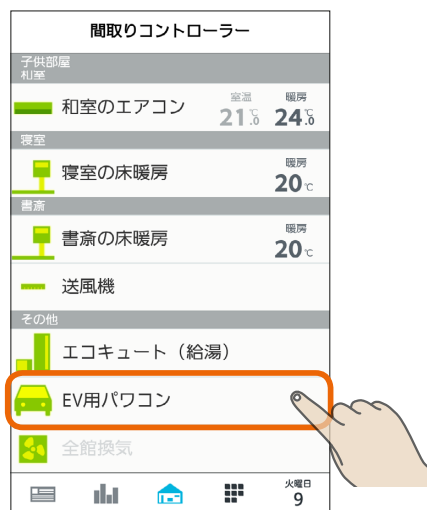 間取りコントローラー
子供部屋
和室
和室のエアコン 室温 21.0℃ 暖房 24.0℃
寝室
寝室の床暖房 暖房 20℃
書斎
書斎の床暖房 暖房 20℃
送風機
その他
エコキュート（給湯）
EV用パワコン
全館換気
火曜日
9